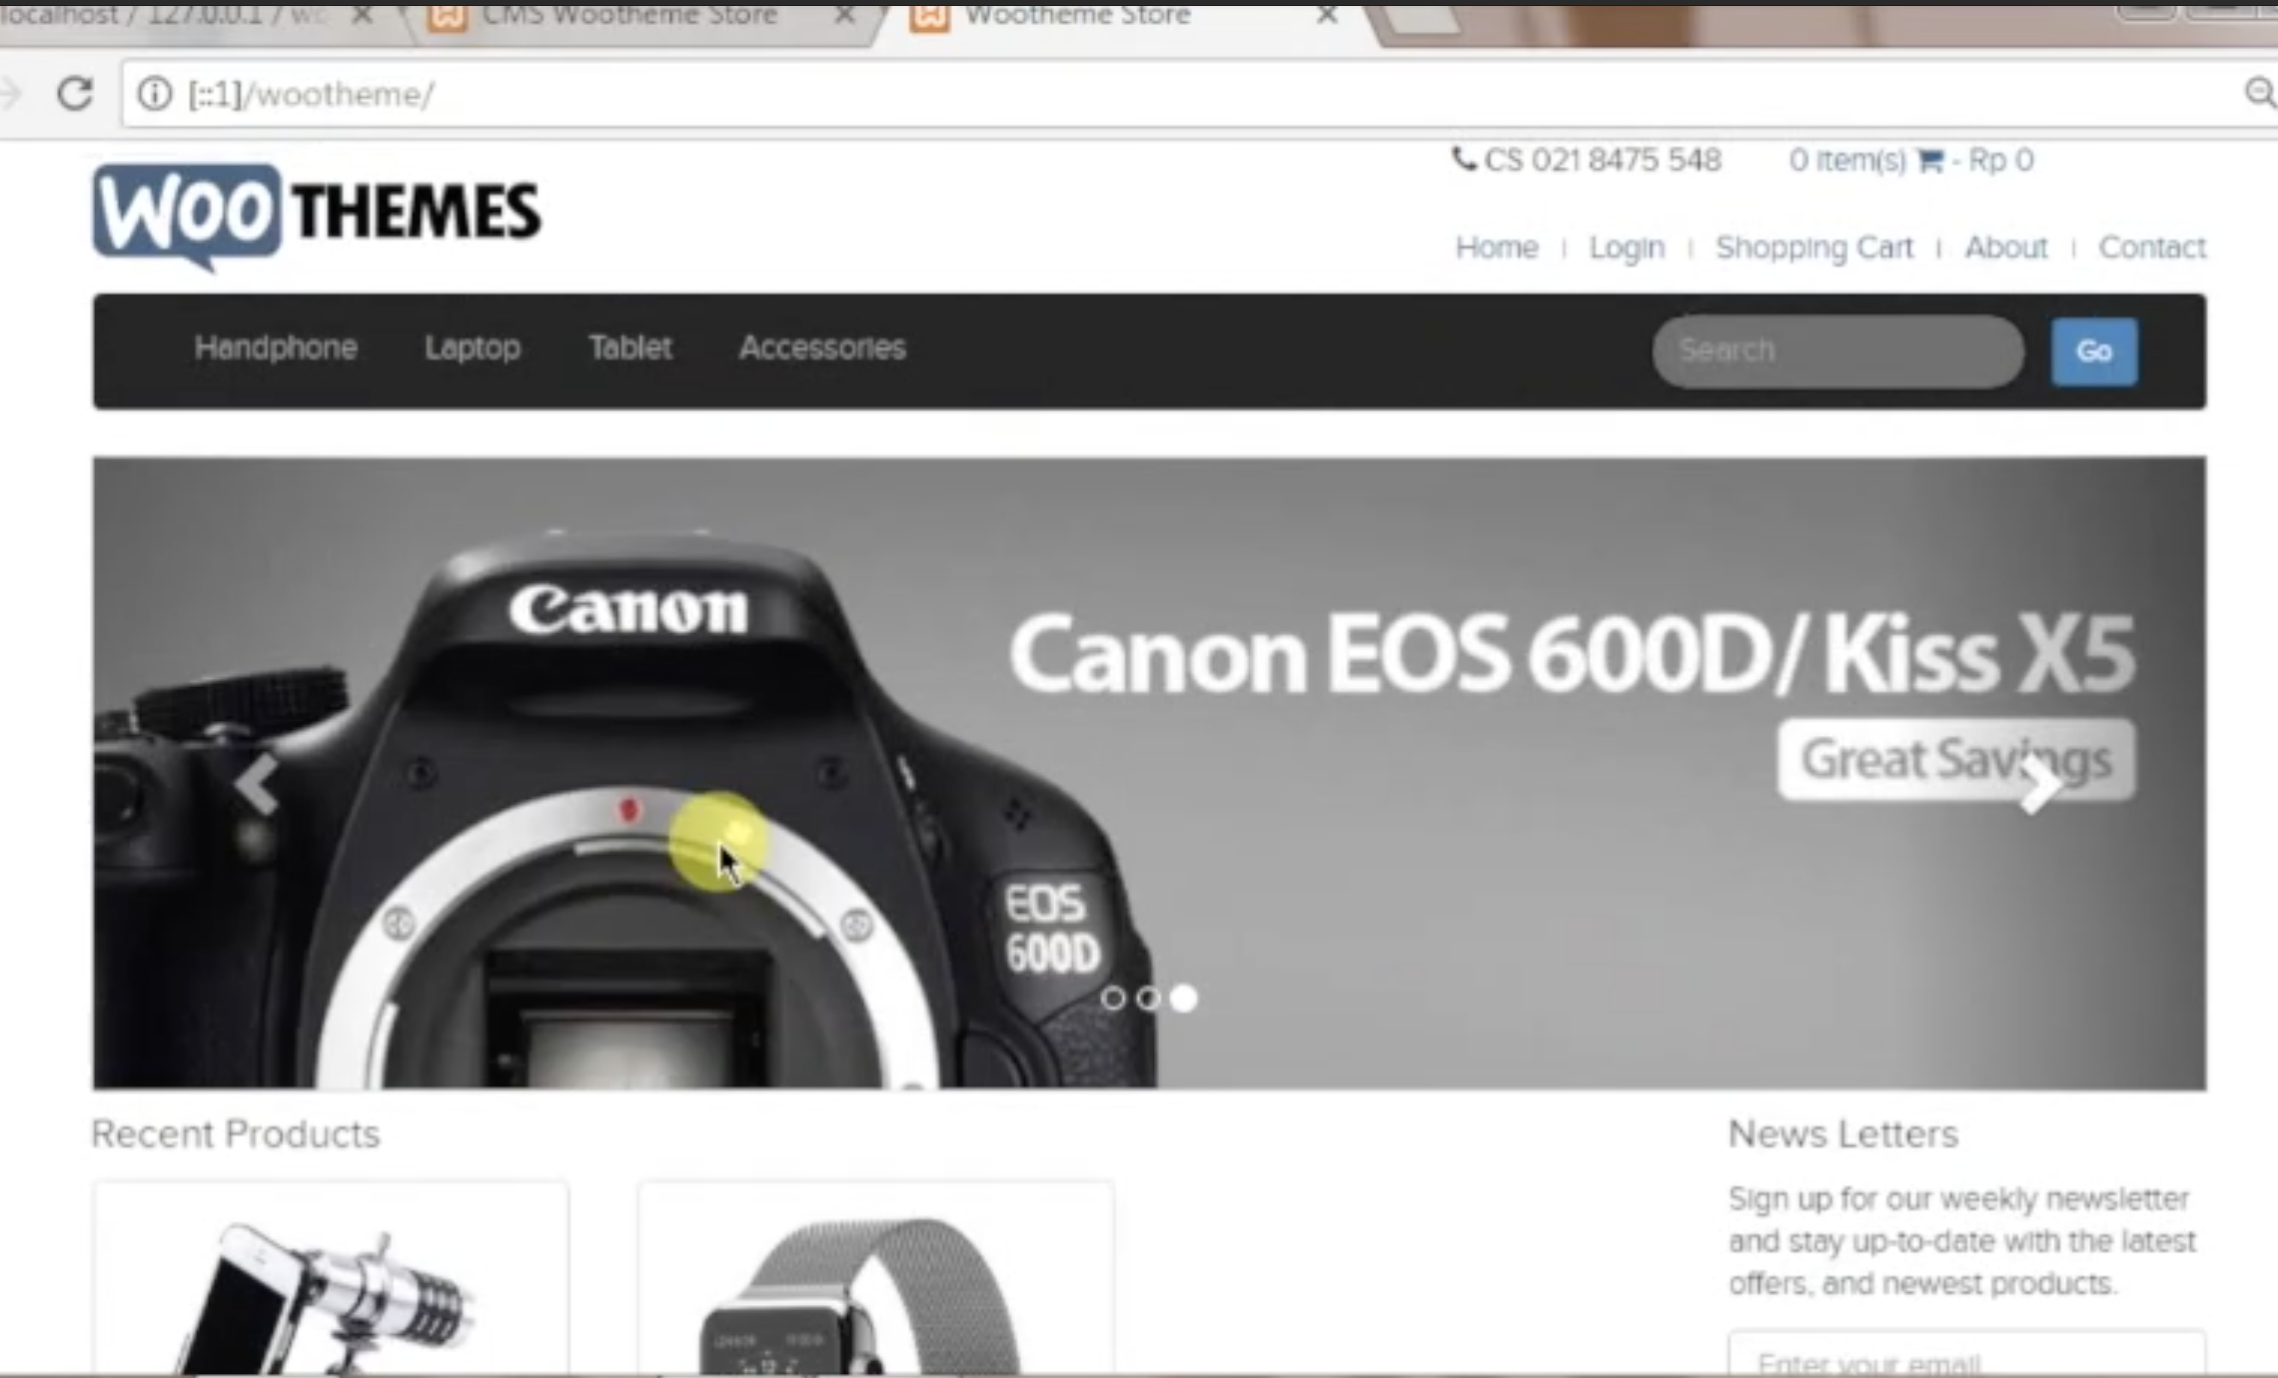 localhost / 127.0.0.1 /
CMS Wootheme Store
Wootheme Store
[::1]/wootheme/
WOO THEMES
CS 021 8475 548
0 item(s) - Rp 0
Home | Login | Shopping Cart | About | Contact
Handphone Laptop Tablet Accessories
Search
Go
Canon
Canon EOS 600D/ Kiss X5
Great Savings
EOS
600D
Recent Products
News Letters
Sign up for our weekly newsletter
and stay up-to-date with the latest
offers, and newest products.
Enter your email